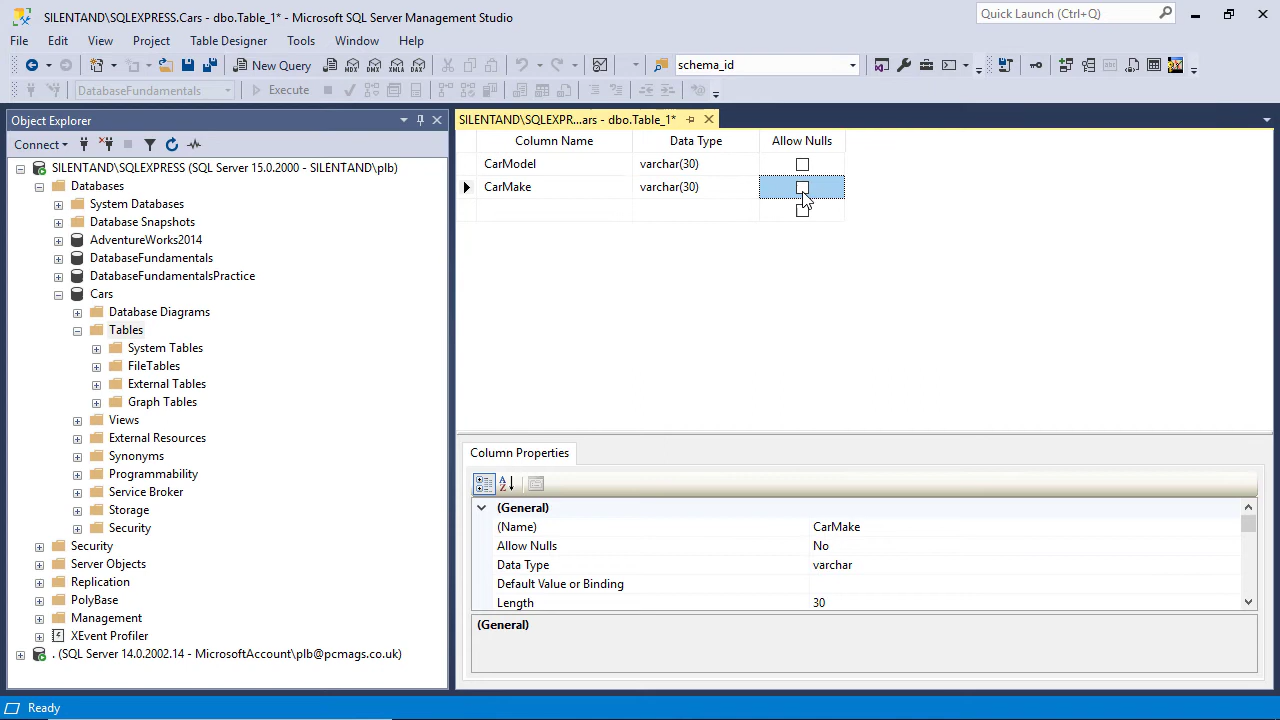 SILENTAND\SQLEXPRESS.Cars - dbo.Table_1* - Microsoft SQL Server Management Studio
Quick Launch (Ctrl+Q)
File Edit View Project Table Designer Tools Window Help
New Query
MDX DMX XMLA DAX
schema_id
DatabaseFundamentals
Execute
Object Explorer
Connect
SILENTAND\SQLEXPRESS (SQL Server 15.0.2000 - SILENTAND\plb)
Databases
System Databases
Database Snapshots
AdventureWorks2014
DatabaseFundamentals
DatabaseFundamentalsPractice
Cars
Database Diagrams
Tables
System Tables
FileTables
External Tables
Graph Tables
Views
External Resources
Synonyms
Programmability
Service Broker
Storage
Security
Security
Server Objects
Replication
PolyBase
Management
XEvent Profiler
. (SQL Server 14.0.2002.14 - MicrosoftAccount\plb@pcmags.co.uk)
SILENTAND\SQLEXPR...ars - dbo.Table_1*
Column Name Data Type Allow Nulls
CarModel varchar(30)
CarMake varchar(30)
Column Properties
(General)
(Name) CarMake
Allow Nulls No
Data Type varchar
Default Value or Binding
Length 30
(General)
Ready